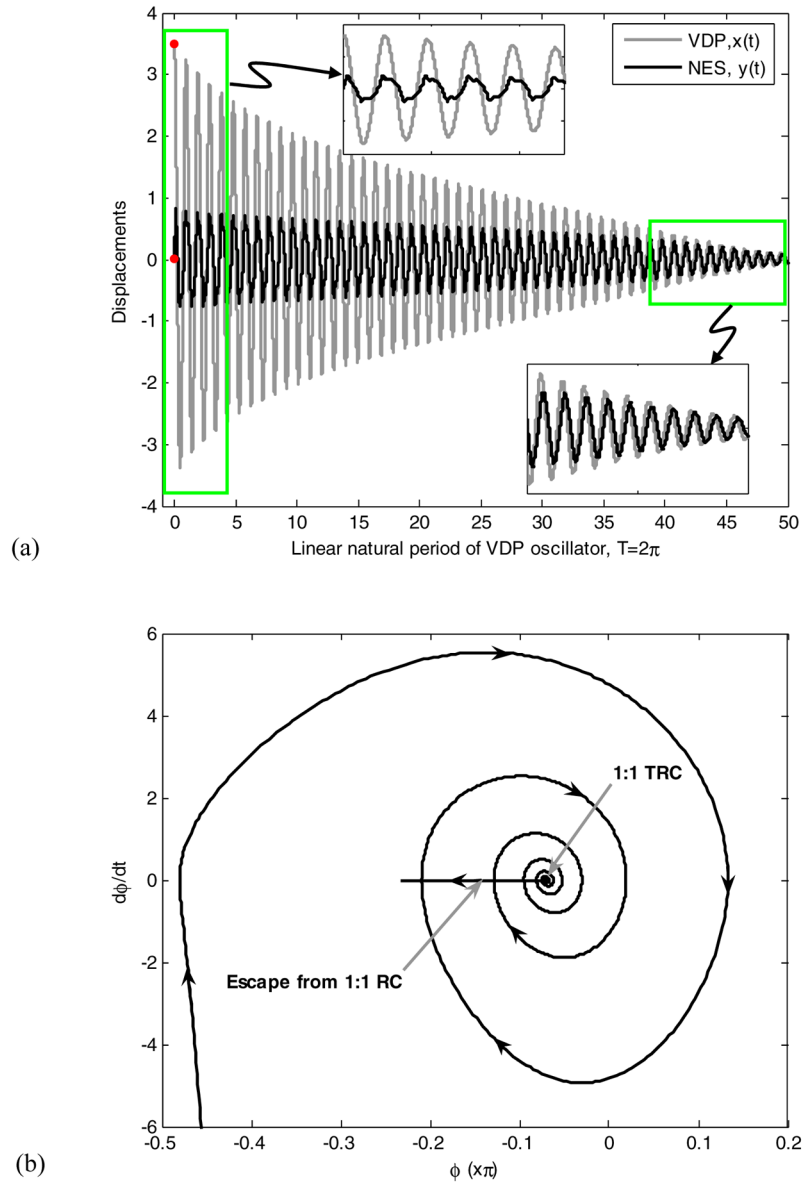 4
3
2
1
0
-1
-2
-3
-4
Displacements
VDP,x(t)
NES, y(t)
0 5 10 15 20 25 30 35 40 45 50
Linear natural period of VDP oscillator, T=2π
(a)
6
4
2
0
-2
-4
-6
dϕ/dt
1:1 TRC
Escape from 1:1 RC
-0.5 -0.4 -0.3 -0.2 -0.1 0 0.1 0.2
ϕ (xπ)
(b)